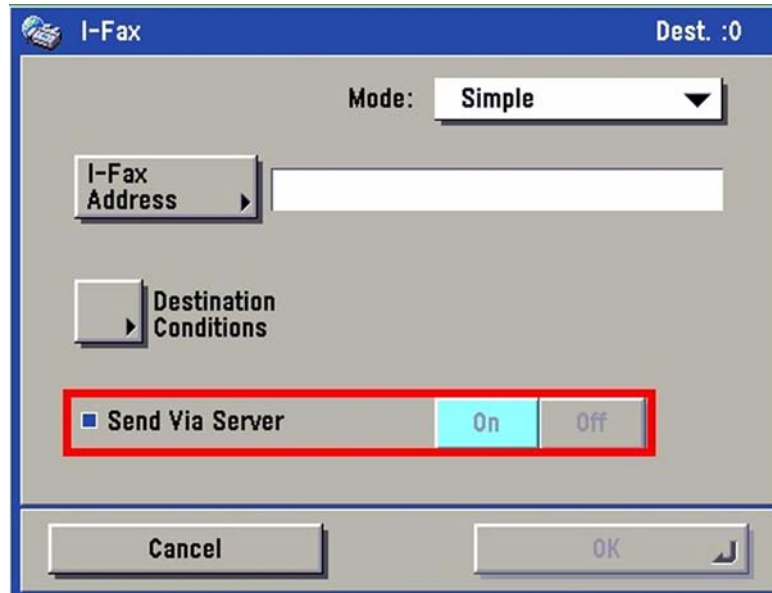 I-Fax Dest. :0
Mode: Simple
I-Fax
Address
Destination
Conditions
Send Via Server On Off
Cancel OK